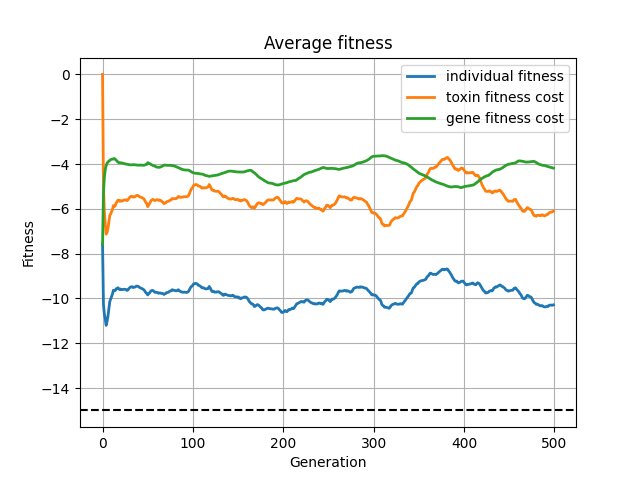 Average fitness
individual fitness
toxin fitness cost
gene fitness cost
0
−2
−4
−6
−8
−10
−12
−14
Fitness
0 100 200 300 400 500
Generation